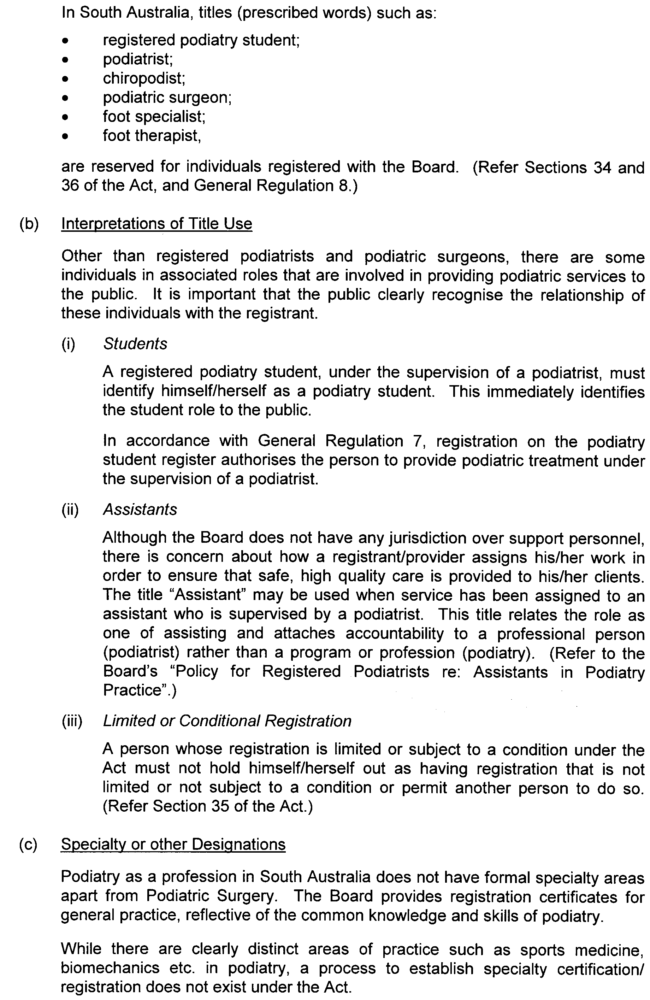 In South Australia, titles (prescribed words) such as:
• registered podiatry student;
• podiatrist;
• chiropodist;
• podiatric surgeon;
• foot specialist;
• foot therapist,
are reserved for individuals registered with the Board. (Refer Sections 34 and
36 of the Act, and General Regulation 8.)
(b) Interpretations of Title Use
Other than registered podiatrists and podiatric surgeons, there are some
individuals in associated roles that are involved in providing podiatric services to
the public. It is important that the public clearly recognise the relationship of
these individuals with the registrant.
(i) Students
A registered podiatry student, under the supervision of a podiatrist, must
identify himself/herself as a podiatry student. This immediately identifies
the student role to the public.
In accordance with General Regulation 7, registration on the podiatry
student register authorises the person to provide podiatric treatment under
the supervision of a podiatrist.
(ii) Assistants
Although the Board does not have any jurisdiction over support personnel,
there is concern about how a registrant/provider assigns his/her work in
order to ensure that safe, high quality care is provided to his/her clients.
The title “Assistant” may be used when service has been assigned to an
assistant who is supervised by a podiatrist. This title relates the role as
one of assisting and attaches accountability to a professional person
(podiatrist) rather than a program or profession (podiatry). (Refer to the
Board’s “Policy for Registered Podiatrists re: Assistants in Podiatry
Practice”.)
(iii) Limited or Conditional Registration
A person whose registration is limited or subject to a condition under the
Act must not hold himself/herself out as having registration that is not
limited or not subject to a condition or permit another person to do so.
(Refer Section 35 of the Act.)
(c) Specialty or other Designations
Podiatry as a profession in South Australia does not have formal specialty areas
apart from Podiatric Surgery. The Board provides registration certificates for
general practice, reflective of the common knowledge and skills of podiatry.
While there are clearly distinct areas of practice such as sports medicine,
biomechanics etc. in podiatry, a process to establish specialty certification/
registration does not exist under the Act.